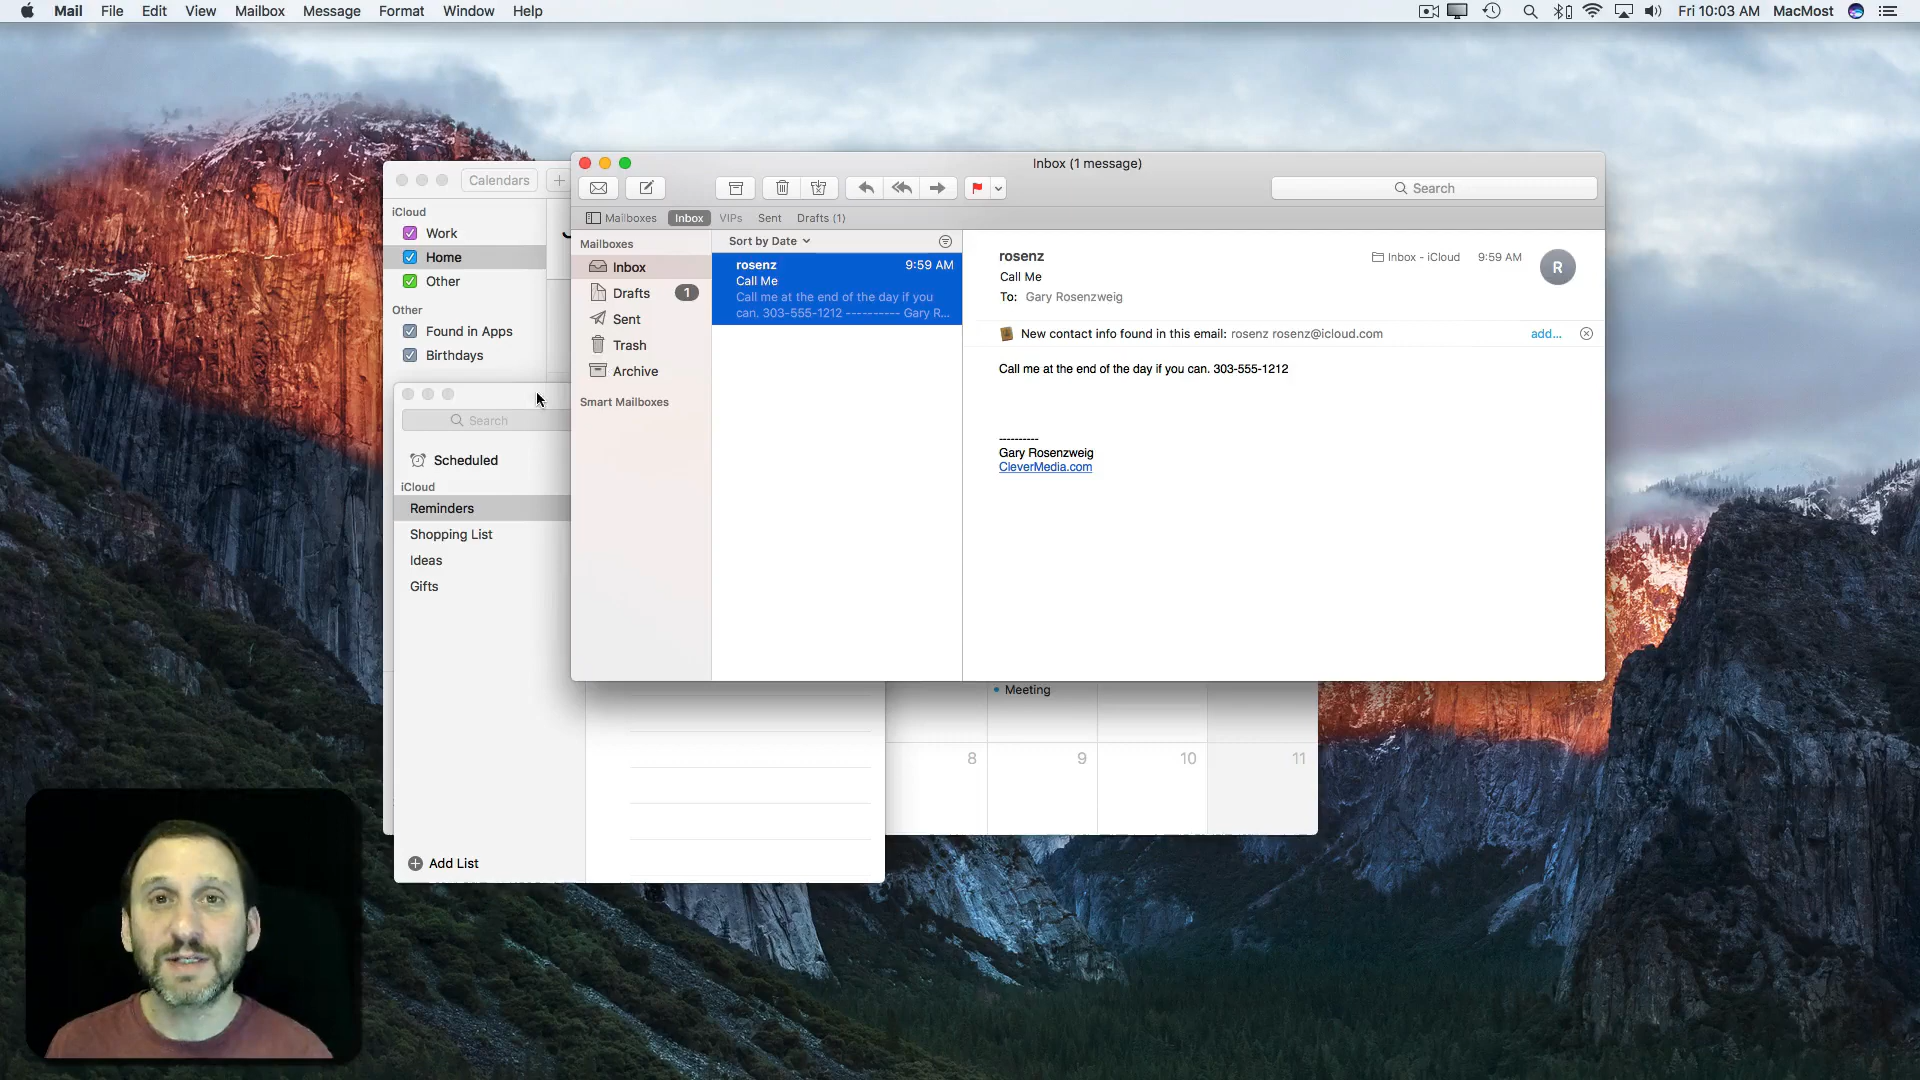 Mail File Edit View Mailbox Message Format Window Help
Fri 10:03 AM MacMost
Calendars
iCloud
Work
Home
Other
Other
Found in Apps
Birthdays
Search
Scheduled
iCloud
Reminders
Shopping List
Ideas
Gifts
Add List
Inbox (1 message)
Search
Mailboxes Inbox VIPs Sent Drafts (1)
Mailboxes
Inbox
Drafts 1
Sent
Trash
Archive
Smart Mailboxes
Sort by Date
rosenz 9:59 AM
Call Me
Call me at the end of the day if you
can. 303-555-1212 ---------- Gary R...
rosenz Inbox - iCloud 9:59 AM
R
Call Me
To: Gary Rosenzweig
New contact info found in this email: rosenz rosenz@icloud.com add...
Call me at the end of the day if you can. 303-555-1212
----------
Gary Rosenzweig
CleverMedia.com
Meeting
8 9 10 11